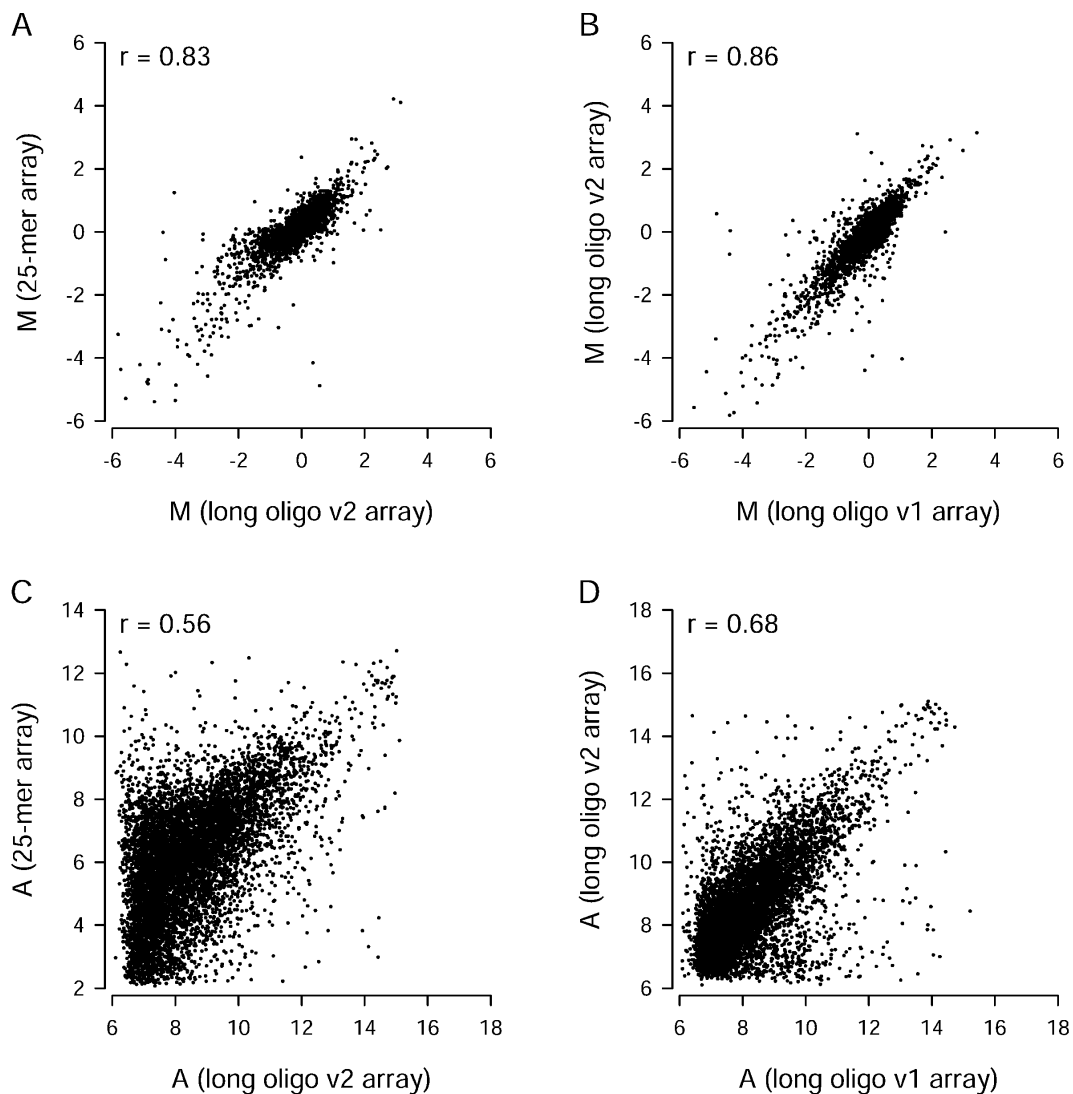 A
r = 0.83
6
4
2
0
-2
-4
-6
M (25-mer array)
-6 -4 -2 0 2 4 6
M (long oligo v2 array)
B
r = 0.86
6
4
2
0
-2
-4
-6
M (long oligo v2 array)
-6 -4 -2 0 2 4 6
M (long oligo v1 array)
C
r = 0.56
14
12
10
8
6
4
2
A (25-mer array)
6 8 10 12 14 16 18
A (long oligo v2 array)
D
r = 0.68
18
16
14
12
10
8
6
A (long oligo v2 array)
6 8 10 12 14 16 18
A (long oligo v1 array)